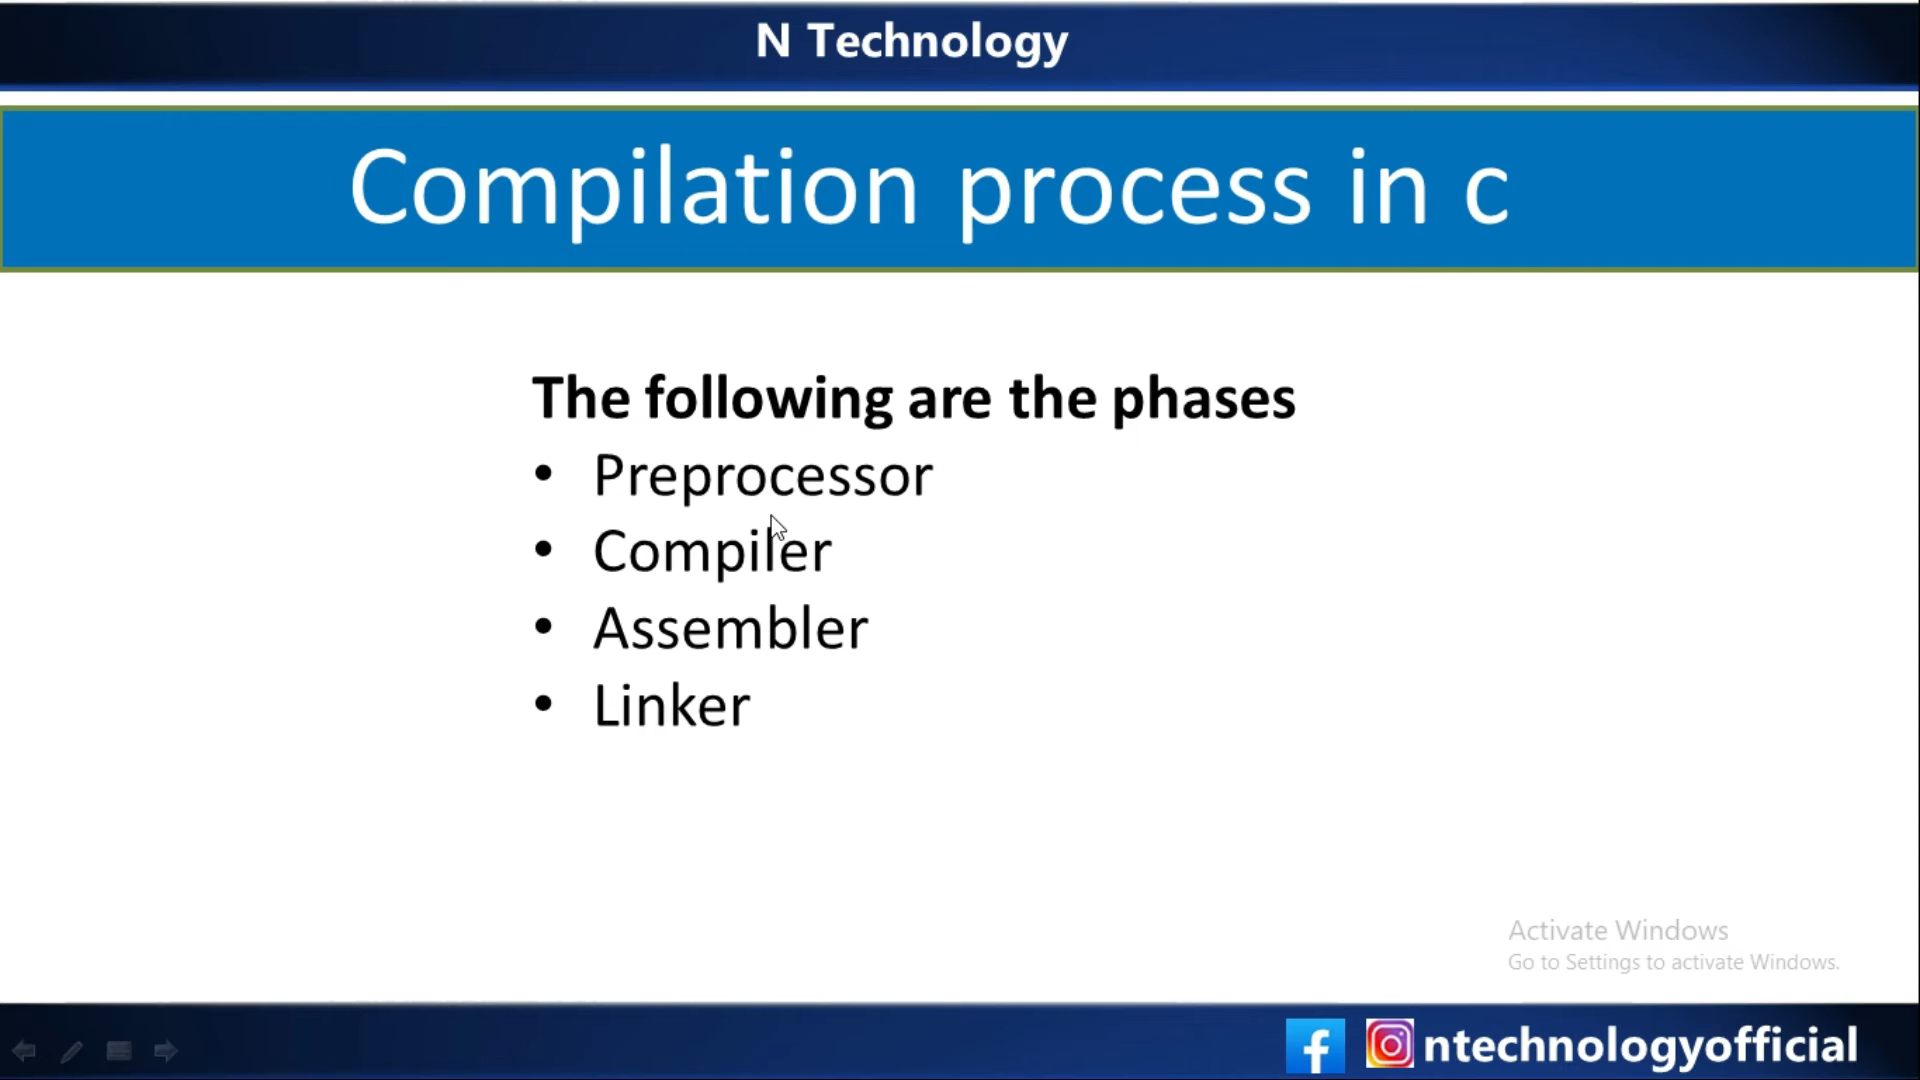 N Technology
Compilation process in c
The following are the phases
• Preprocessor
• Compiler
• Assembler
• Linker
Activate Windows
Go to Settings to activate Windows.
ntechnologyofficial